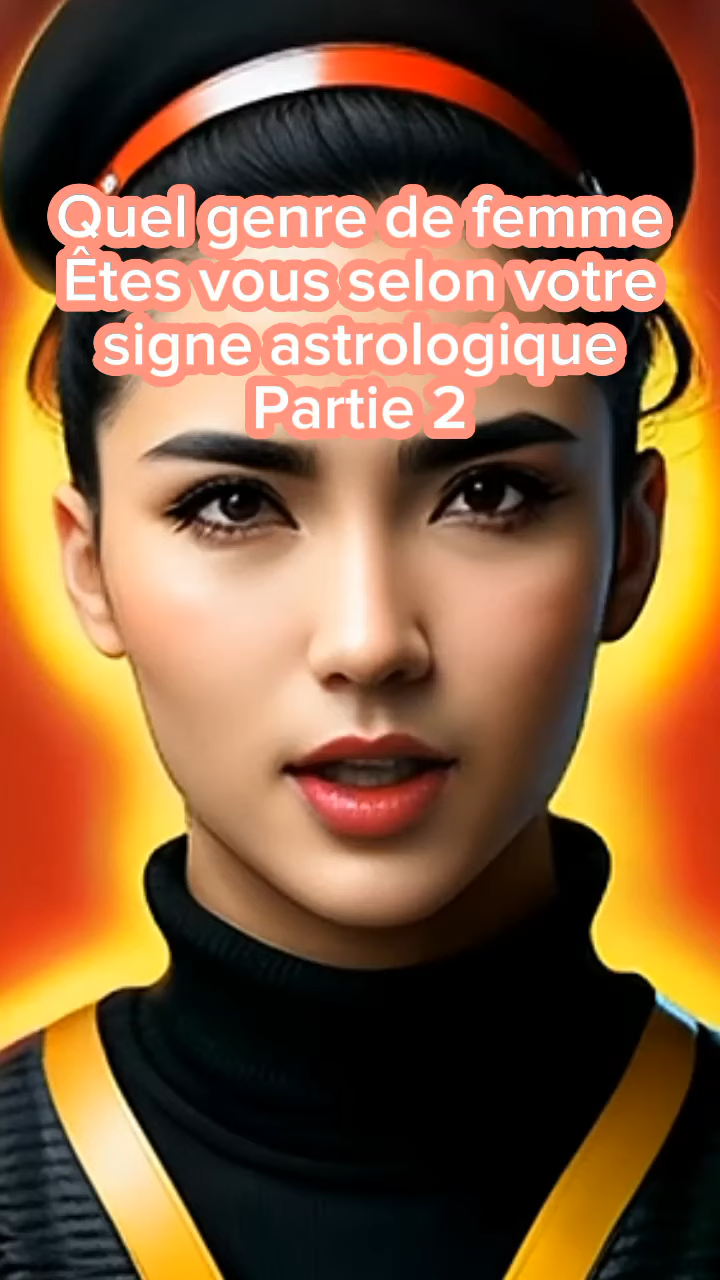 Quel genre de femme
Êtes vous selon votre
signe astrologique
Partie 2